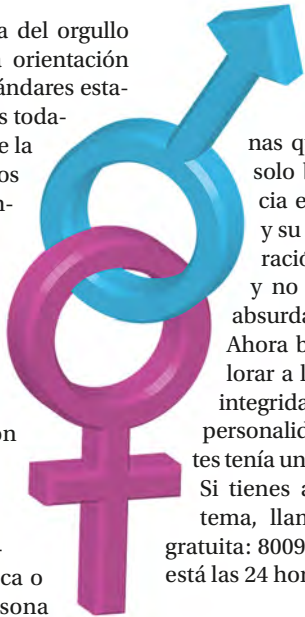 a del orgullo
orientación
ándares esta-
s toda-
e la
os
n-
on
-
ca o
sona
nas qu
solo b
cia e
y su
ració
y no
absurda
Ahora b
lorar a l
integrida
personalid
tes tenía un
Si tienes a
tema, llam
gratuita: 8009
está las 24 hor